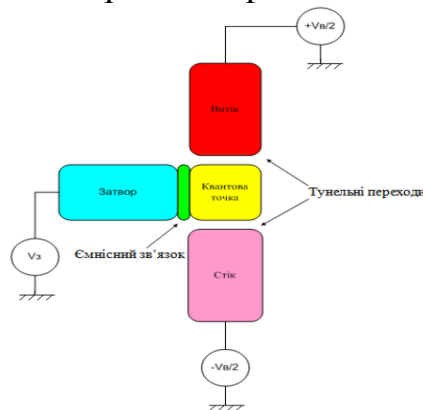 +Vв/2
Витік
Затвор
Квантова
точка
Тунельні переходи
Ємнісний зв’язок
Vз
Стік
-Vв/2